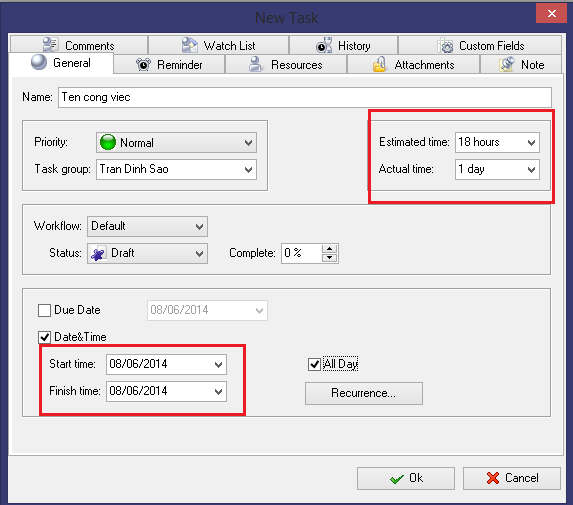 New Task
Comments Watch List History Custom Fields
General Reminder Resources Attachments Note
Name: Ten cong viec
Priority: Normal Estimated time: 18 hours
Task group: Tran Dinh Sao Actual time: 1 day
Workflow: Default
Status: Draft Complete: 0 %
Due Date 08/06/2014
Date&Time
Start time: 08/06/2014 All Day
Finish time: 08/06/2014 Recurrence...
Ok Cancel